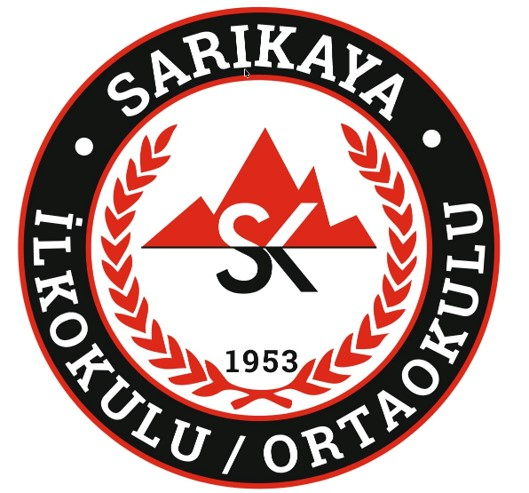 SARIKAYA
SK
1953
İLKOKULU / ORTAOKULU